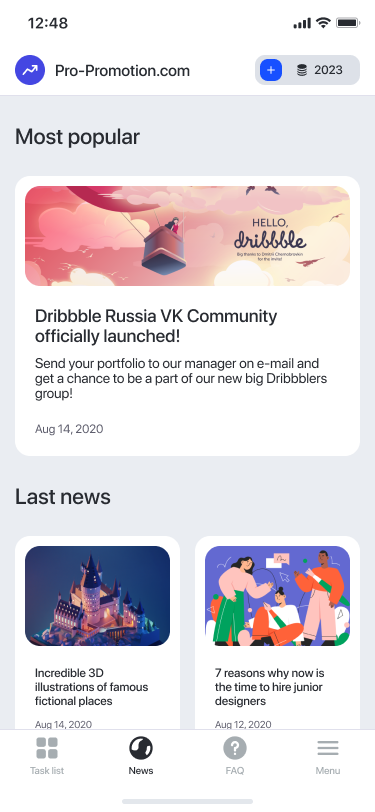 12:48
Pro-Promotion.com
2023
Most popular
HELLO,
dribbble
Big thanks to Dmitrii Chernobrovkin
for the invite!
Dribbble Russia VK Community
officially launched!
Send your portfolio to our manager on e-mail and
get a chance to be a part of our new big Dribbblers
group!
Aug 14, 2020
Last news
Incredible 3D
illustrations of famous
fictional places
Aug 14, 2020
7 reasons why now is
the time to hire junior
designers
Aug 12, 2020
Task list
News
FAQ
Menu